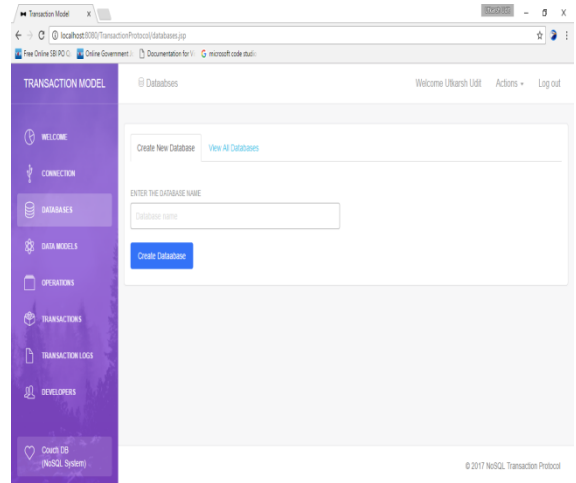 Transaction Model
localhost:8080/TransactionProtocol/databases.jsp
Free Online SBI PO Q
Online Government
Documentation for Vi
microsoft code studio
TRANSACTION MODEL
Dataabses
Welcome Utkarsh Udit
Actions
Log out
WELCOME
CONNECTION
DATABASES
DATA MODELS
OPERATIONS
TRANSACTIONS
TRANSACTION LOGS
DEVELOPERS
Couch DB
(NoSQL System)
Create New Database
View All Databases
ENTER THE DATABASE NAME
Database name
Create Dataabase
© 2017 NoSQL Transaction Protocol